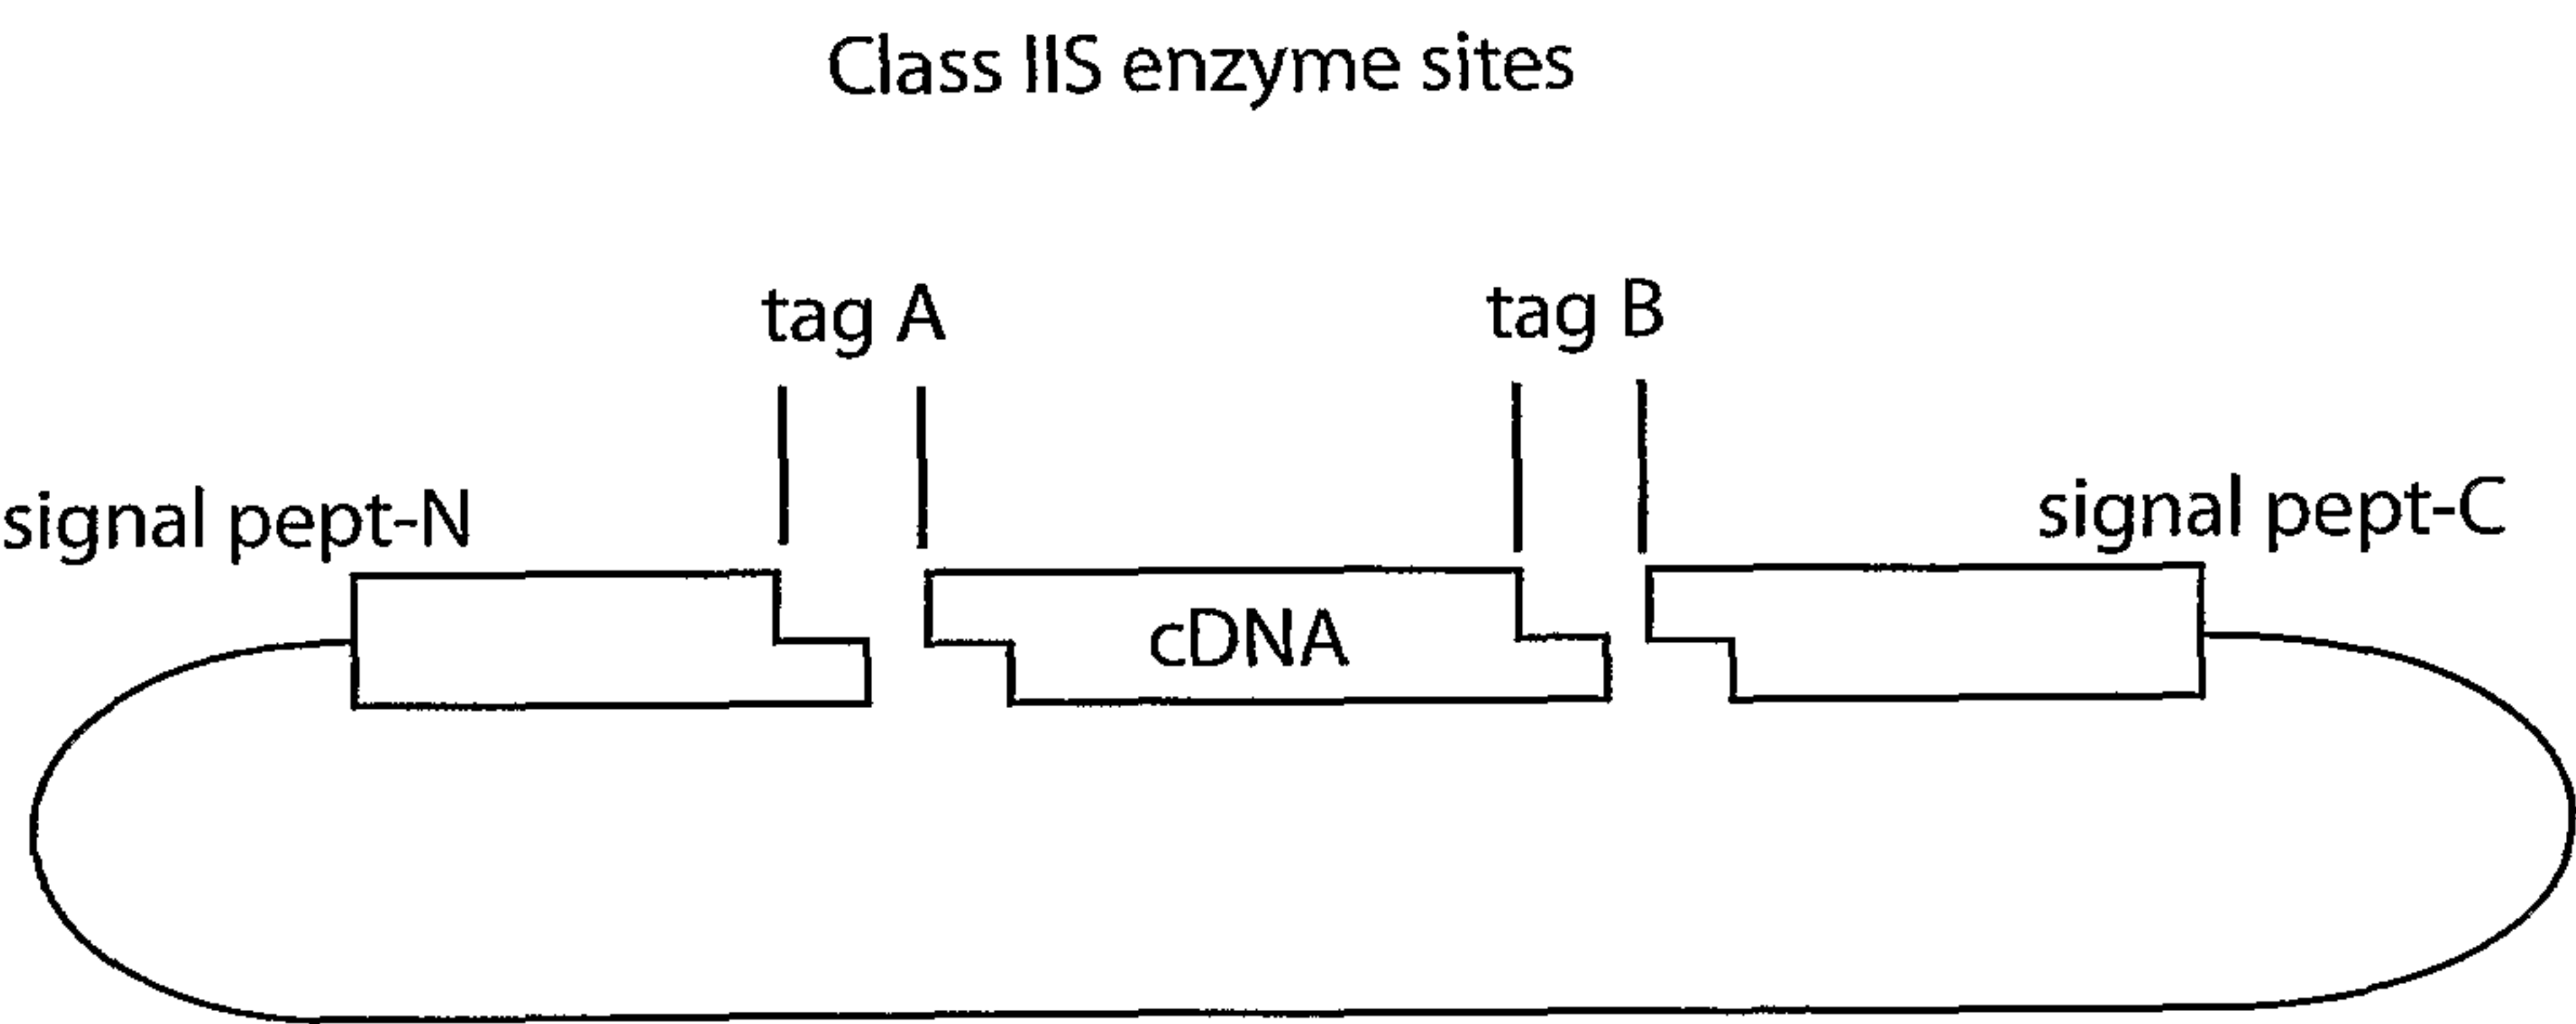 Class IIS enzyme sites
tag A
tag B
signal pept-N
signal pept-C
cDNA